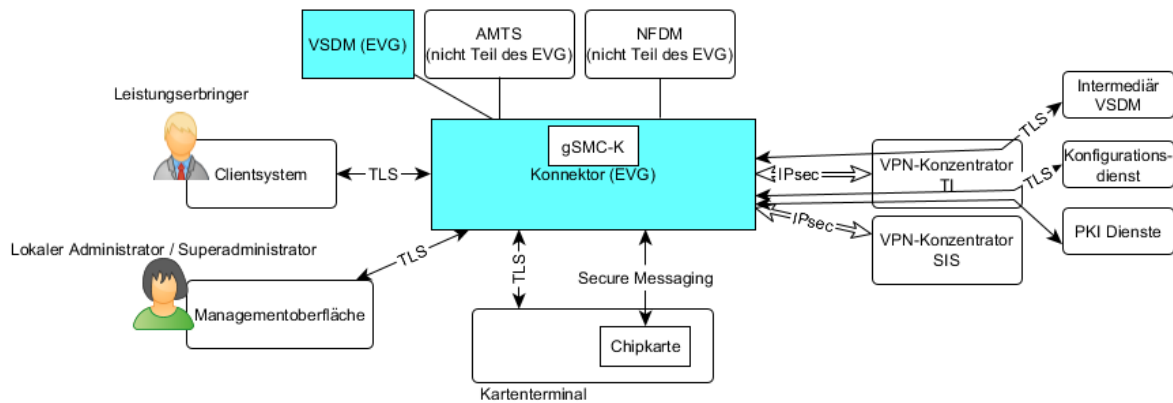 VSDM (EVG)
AMTS
(nicht Teil des EVG)
NFDM
(nicht Teil des EVG)
Leistungserbringer
Clientsystem
TLS
gSMC-K
Konnektor (EVG)
IPsec
VPN-Konzentrator
TI
TLS
Intermediär
VSDM
TLS
Konfigurations-
dienst
IPsec
VPN-Konzentrator
SIS
PKI Dienste
Lokaler Administrator / Superadministrator
TLS
Managementoberfläche
TLS
Secure Messaging
Chipkarte
Kartenterminal